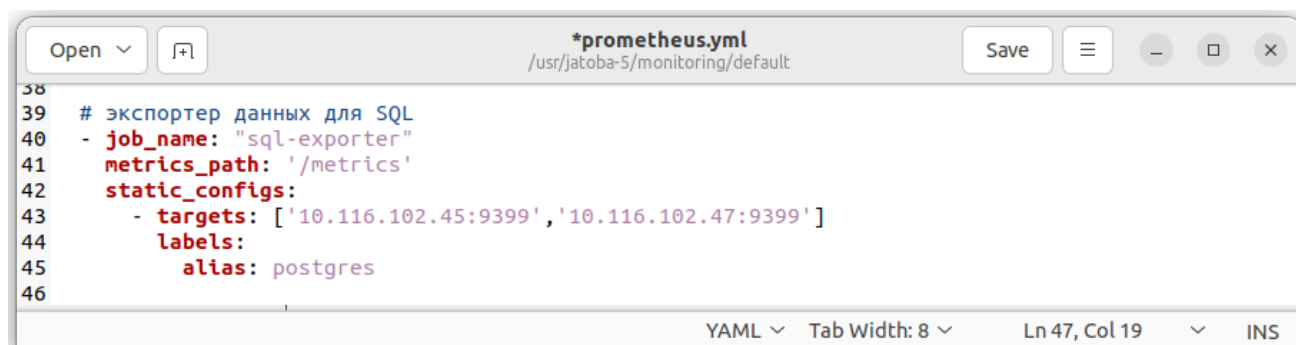 Open
*prometheus.yml
/usr/jatoba-5/monitoring/default
Save
38
39 # экспортер данных для SQL
40 - job_name: "sql-exporter"
41 metrics_path: '/metrics'
42 static_configs:
43 - targets: ['10.116.102.45:9399','10.116.102.47:9399']
44 labels:
45 alias: postgres
46
YAML Tab Width: 8 Ln 47, Col 19 INS